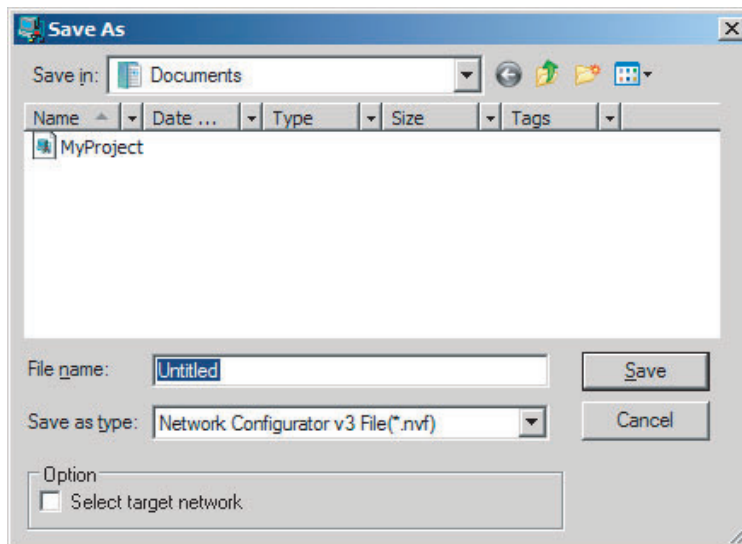 Save As
Save in: Documents
Name Date ... Type Size Tags
MyProject
File name: Untitled Save
Save as type: Network Configurator v3 File(*.nvf) Cancel
Option
Select target network